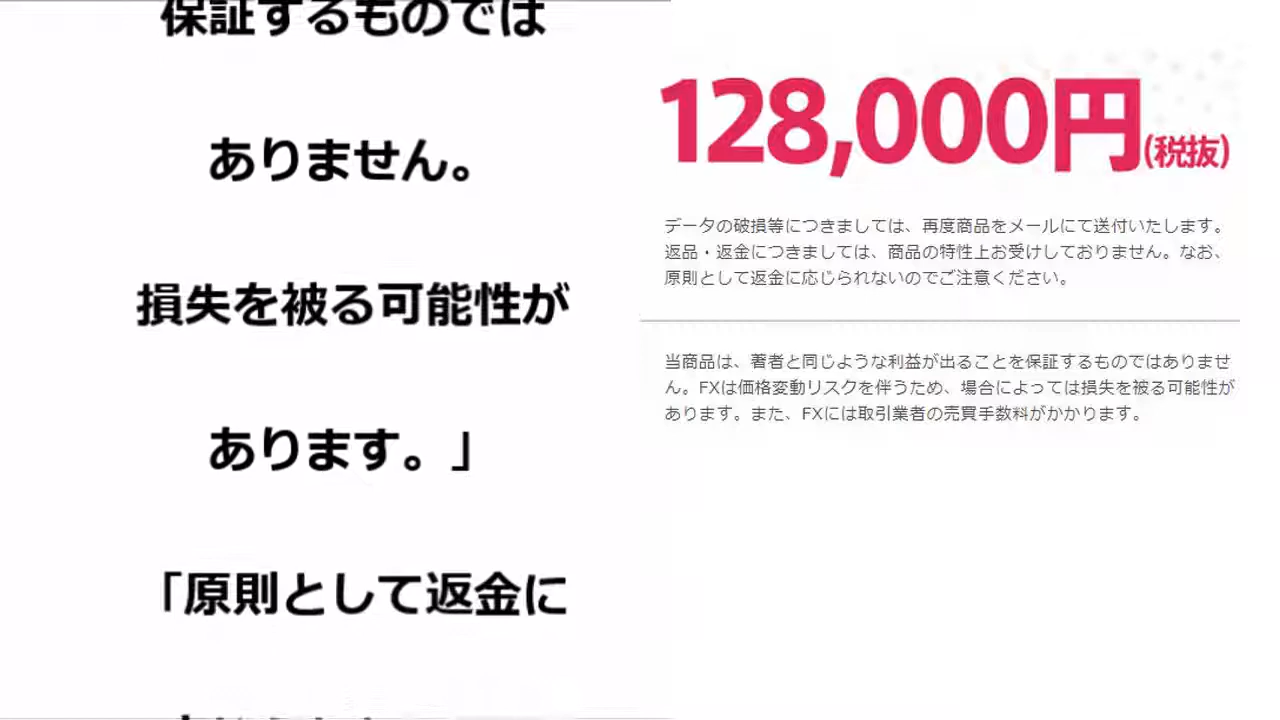 保証するものでは
ありません。
損失を被る可能性が
あります。」
「原則として返金に
128,000円(税抜)
データの破損等につきましては、再度商品をメールにて送付いたします。
返品・返金につきましては、商品の特性上お受けしておりません。なお、
原則として返金に応じられないのでご注意ください。
当商品は、著者と同じような利益が出ることを保証するものではありませ
ん。FXは価格変動リスクを伴うため、場合によっては損失を被る可能性が
あります。また、FXには取引業者の売買手数料がかかります。